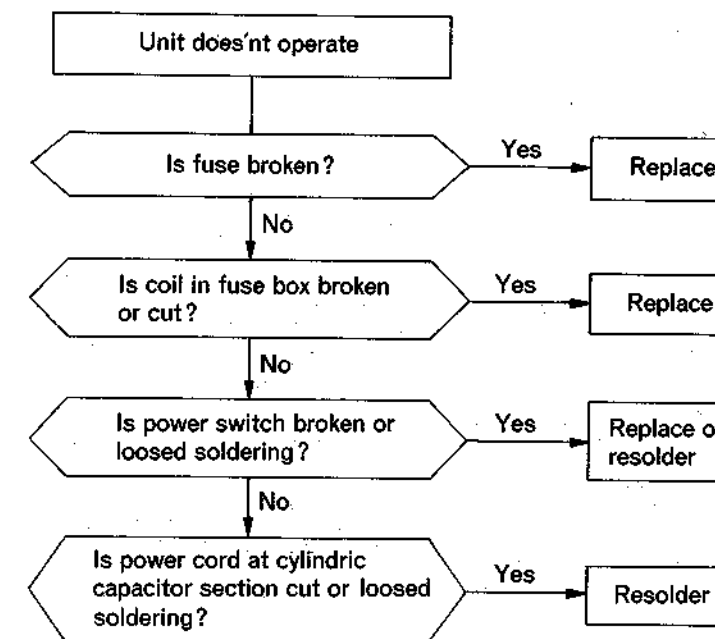 Unit does'nt operate
Is fuse broken?
Yes
Replace
No
Is coil in fuse box broken
or cut?
Yes
Replace
No
Is power switch broken or
loosed soldering?
Yes
Replace o
resolder
No
Is power cord at cylindric
capacitor section cut or loosed
soldering?
Yes
Resolder